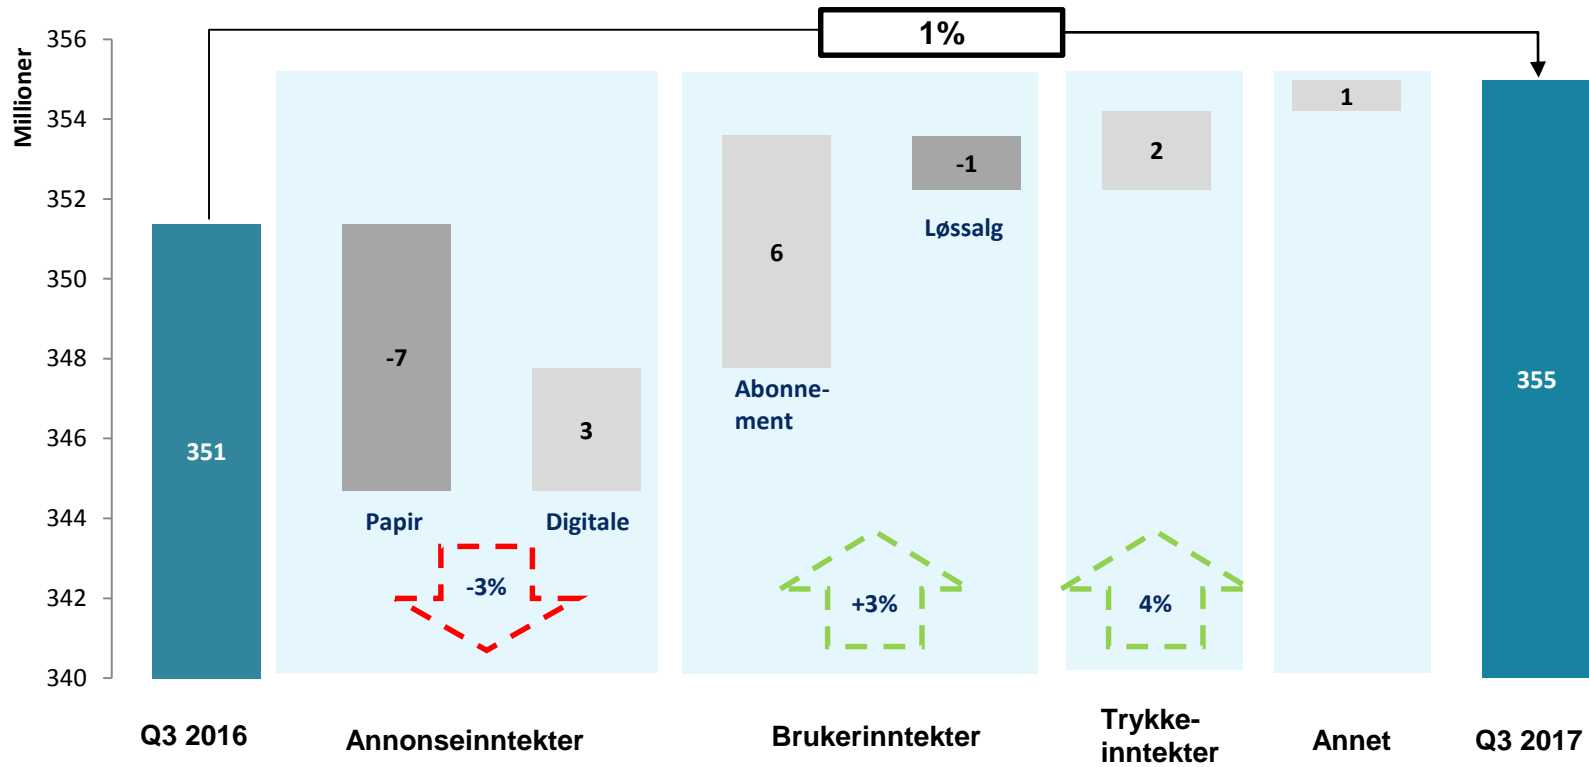 1%
Millioner
356
354
352
350
348
346
344
342
340
351
-7
Papir
3
Digitale
-3%
6
Abonne-
ment
-1
Løssalg
+3%
2
4%
1
355
Q3 2016
Annonseinntekter
Brukerinntekter
Trykke-
inntekter
Annet
Q3 2017